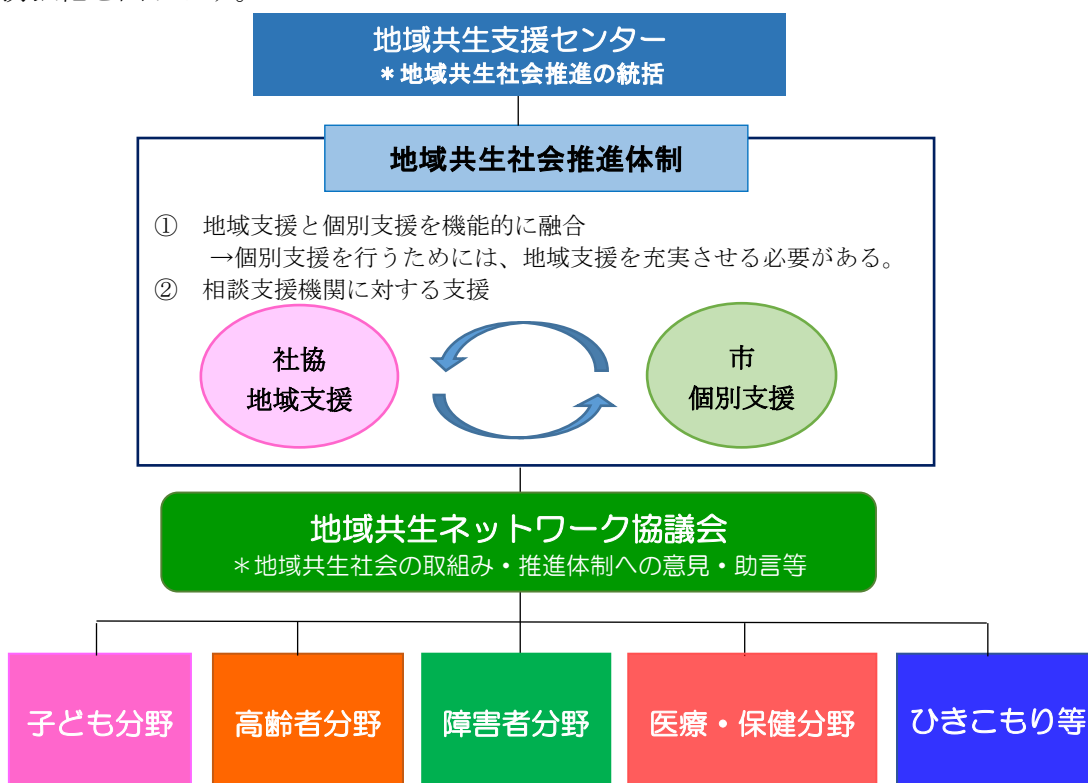 地域共生支援センター
＊地域共生社会推進の統括
地域共生社会推進体制
① 地域支援と個別支援を機能的に融合
→個別支援を行うためには、地域支援を充実させる必要がある。
② 相談支援機関に対する支援
社協
地域支援
市
個別支援
地域共生ネットワーク協議会
＊地域共生社会の取組み・推進体制への意見・助言等
子ども分野
高齢者分野
障害者分野
医療・保健分野
ひきこもり等